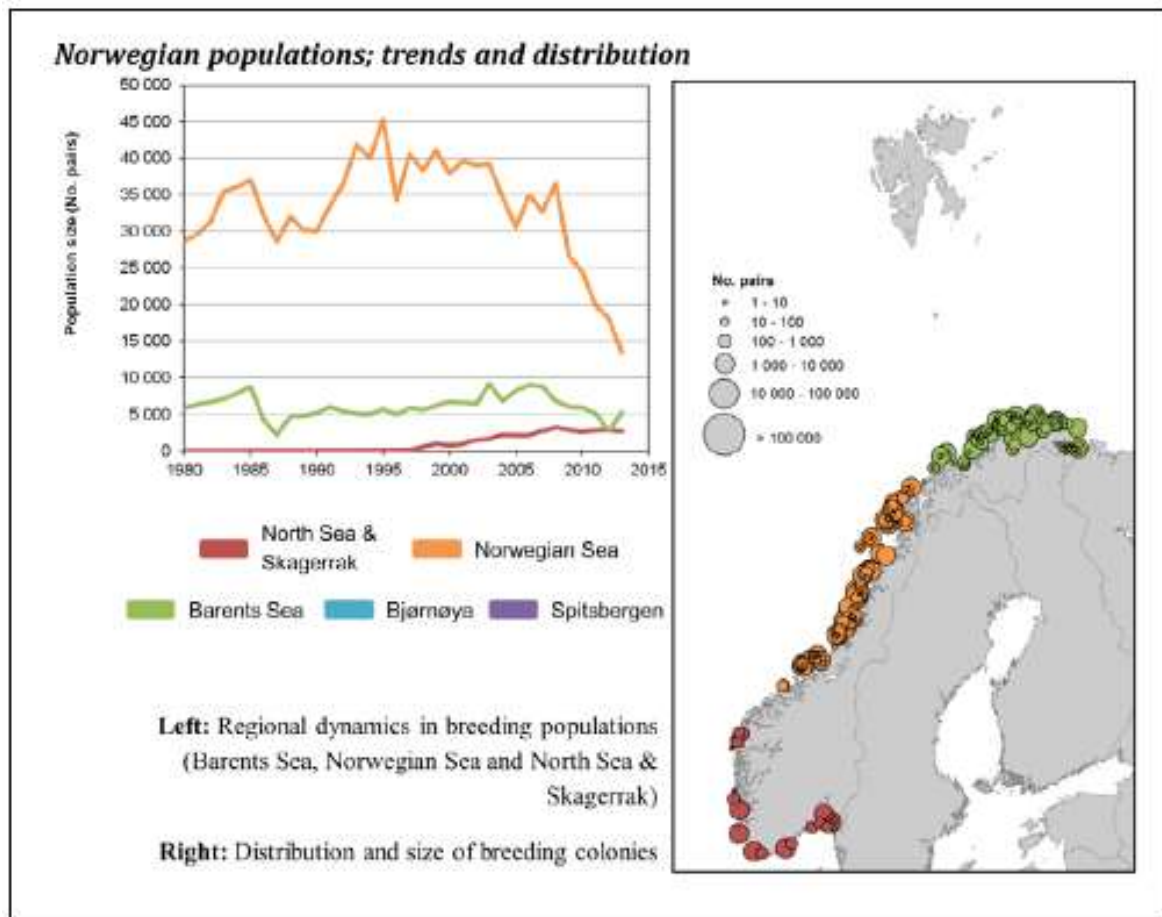 Norwegian populations; trends and distribution
Population size (No. pairs)
50 000
45 000
40 000
35 000
30 000
25 000
20 000
15 000
10 000
5 000
0
1980 1985 1990 1995 2000 2005 2010 2015
North Sea &
Skagerrak
Norwegian Sea
Barents Sea Bjørnøya Spitsbergen
Left: Regional dynamics in breeding populations
(Barents Sea, Norwegian Sea and North Sea &
Skagerrak)
Right: Distribution and size of breeding colonies
No. pairs
1 - 10
10 - 100
100 - 1 000
1 000 - 10 000
10 000 - 100 000
> 100 000